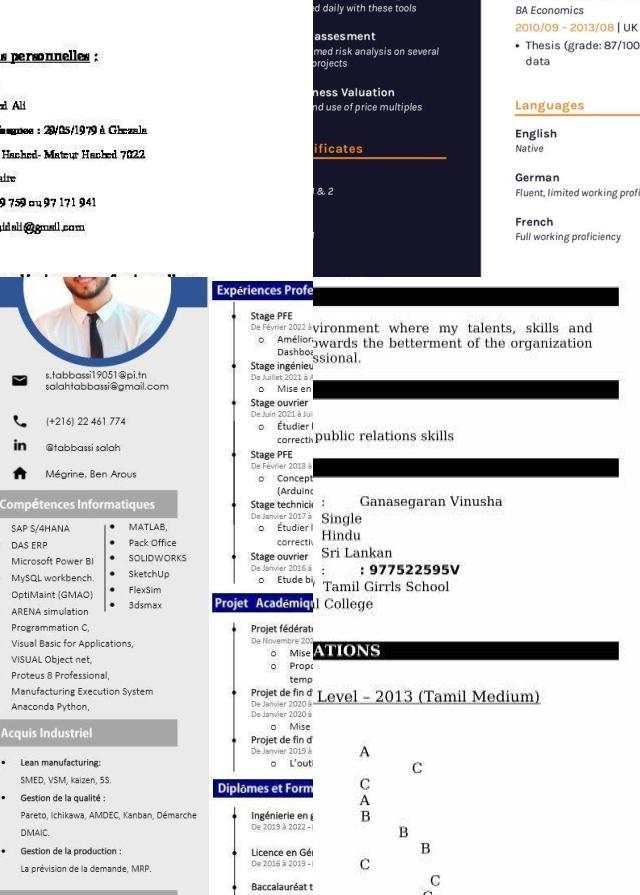 s personnelles :
d Ali
29/05/1979 à Ghezala
Hached- Mateur Hached 7022
aire
9 759 ou 97 171 941
idali@gmail.com
d daily with these tools
assesment
med risk analysis on several
projects
ness Valuation
nd use of price multiples
ificates
1 & 2
BA Economics
2010/09 – 2013/08 | UK
• Thesis (grade: 87/100
data
Languages
English
Native
German
Fluent, limited working profi
French
Full working proficiency
s.tabbassi19051@pi.tn
salahtabbassi@gmail.com
(+216) 22 461 774
in @tabbassi salah
Mégrine, Ben Arous
Compétences Informatiques
SAP S/4HANA
DAS ERP
Microsoft Power BI
MySQL workbench.
OptiMaint (GMAO)
ARENA simulation
Programmation C,
Visual Basic for Applications,
VISUAL Object net,
Proteus 8 Professional,
Manufacturing Execution System
Anaconda Python,
• MATLAB,
• Pack Office
• SOLIDWORKS
• SketchUp
• FlexSim
• 3dsmax
Acquis Industriel
• Lean manufacturing:
SMED, VSM, kaizen, 5S.
• Gestion de la qualité :
Pareto, Ichikawa, AMDEC, Kanban, Démarche
DMAIC.
• Gestion de la production :
La prévision de la demande, MRP.
Expériences Profe
Stage PFE
De Février 2022 à
o Amélior
Dashboa
Stage ingénieu
De Juillet 2021 à A
o Mise en
Stage ouvrier
De Juin 2021 à Jui
o Étudier l
correctiv
Stage PFE
De Février 2018 à
o Concept
(Arduino
Stage technicie
De Janvier 2017 à
o Étudier l
correctiv
Stage ouvrier
De Janvier 2016 à
o Etude bi
Projet Académiqu
Projet fédérate
De Novembre 202
o Mise
o Propo
temp
Projet de fin d'
De Janvier 2020 à
De Janvier 2020 à
o Mise
Projet de fin d'
De Janvier 2019 à
o L'outi
Diplômes et Form
Ingénierie en g
De 2019 à 2022 -
Licence en Gé
De 2016 à 2019 -
Baccalauréat t
vironment where my talents, skills and
owards the betterment of the organization
ssional.
public relations skills
: Ganasegaran Vinusha
Single
Hindu
Sri Lankan
: : 977522595V
Tamil Girrls School
l College
ATIONS
Level – 2013 (Tamil Medium)
A
C
C
A
B
B
B
C
C